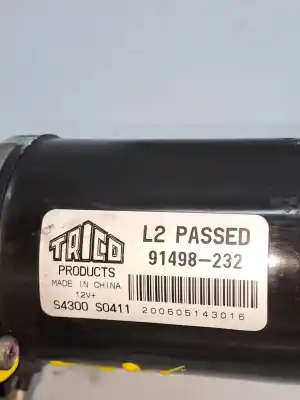 TRICO
PRODUCTS
MADE IN CHINA
12V+
S4300 S0411
L2 PASSED
91498-232
200605143016